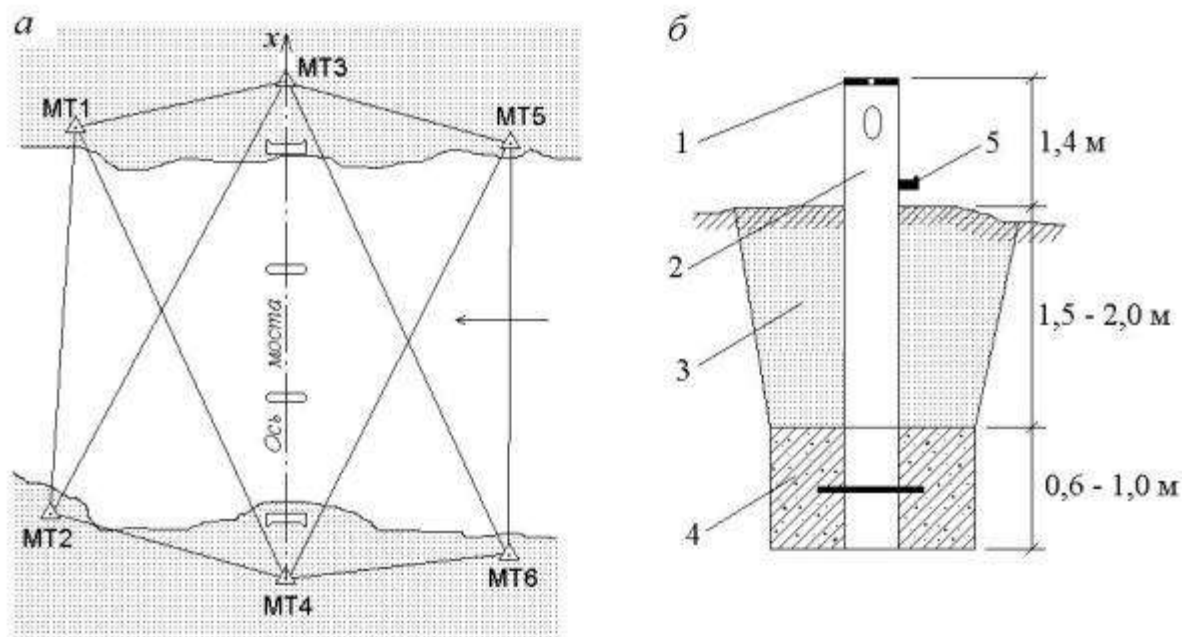 а
x
МТ3
МТ1
МТ5
Ось моста
МТ2
МТ4
МТ6
б
1
5
1,4 м
2
3
1,5 - 2,0 м
4
0,6 - 1,0 м